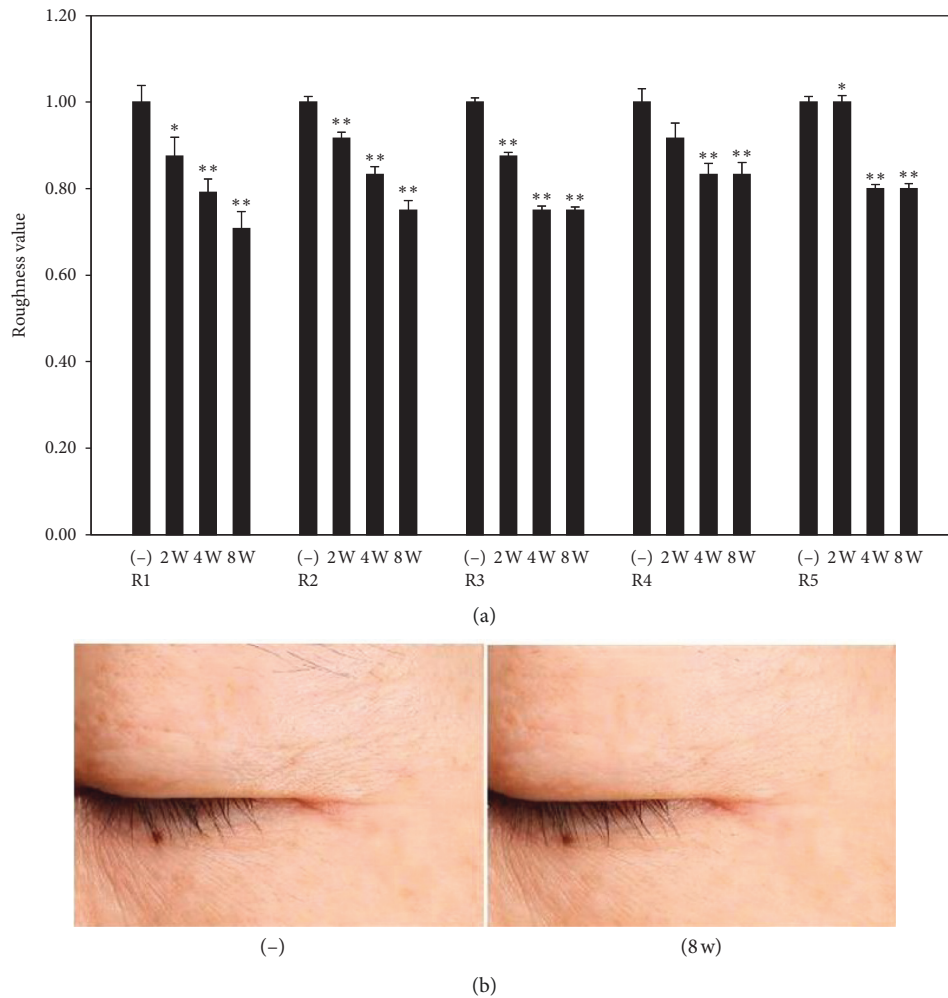 1.20
1.00
0.80
0.60
0.40
0.20
0.00
Roughness value
* ** **
** ** **
** ** **
** **
* ** **
(–) 2 W 4 W 8 W (–) 2 W 4 W 8 W (–) 2 W 4 W 8 W (–) 2 W 4 W 8 W (–) 2 W 4 W 8 W
R1 R2 R3 R4 R5
(a)
(–) (8 w)
(b)